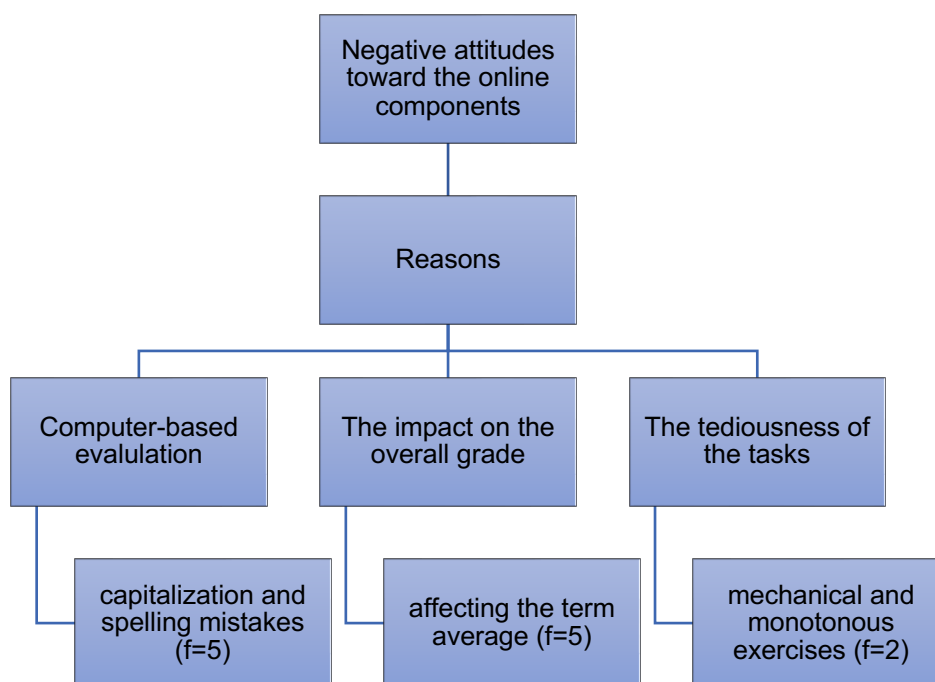 Negative attitudes
toward the online
components
Reasons
Computer-based
evalulation
The impact on the
overall grade
The tediousness of
the tasks
capitalization and
spelling mistakes
(f=5)
affecting the term
average (f=5)
mechanical and
monotonous
exercises (f=2)